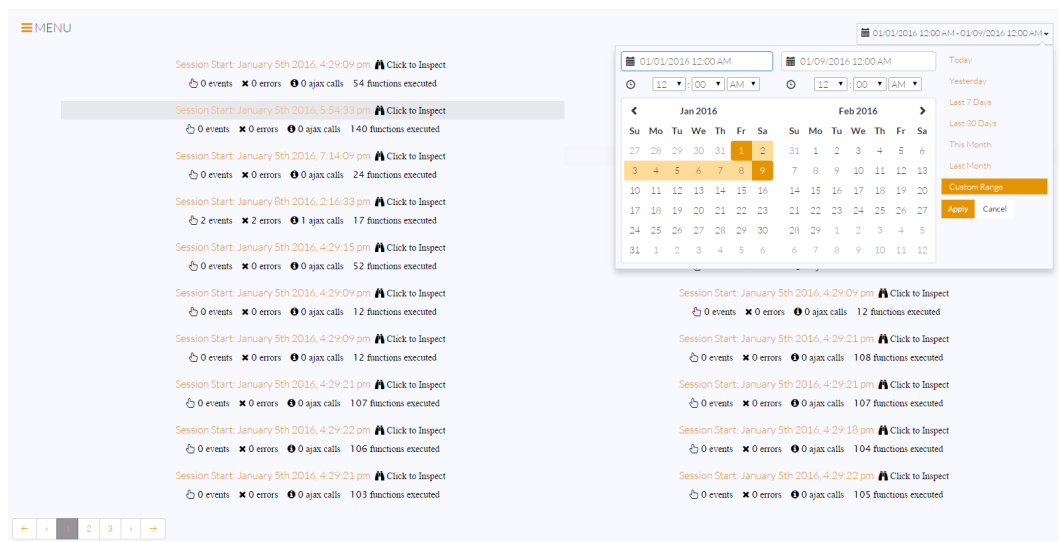 MENU
01/01/2016 12:00 AM - 01/09/2016 12:00 AM
Session Start: January 5th 2016, 4:29:09 pm Click to Inspect
0 events 0 errors 0 ajax calls 54 functions executed
Session Start: January 5th 2016, 5:54:33 pm Click to Inspect
0 events 0 errors 0 ajax calls 140 functions executed
Session Start: January 5th 2016, 7:14:09 pm Click to Inspect
0 events 0 errors 0 ajax calls 24 functions executed
Session Start: January 8th 2016, 2:16:33 pm Click to Inspect
2 events 2 errors 1 ajax calls 17 functions executed
Session Start: January 5th 2016, 4:29:15 pm Click to Inspect
0 events 0 errors 0 ajax calls 52 functions executed
Session Start: January 5th 2016, 4:29:09 pm Click to Inspect
0 events 0 errors 0 ajax calls 12 functions executed
Session Start: January 5th 2016, 4:29:09 pm Click to Inspect
0 events 0 errors 0 ajax calls 12 functions executed
Session Start: January 5th 2016, 4:29:21 pm Click to Inspect
0 events 0 errors 0 ajax calls 107 functions executed
Session Start: January 5th 2016, 4:29:22 pm Click to Inspect
0 events 0 errors 0 ajax calls 106 functions executed
Session Start: January 5th 2016, 4:29:21 pm Click to Inspect
0 events 0 errors 0 ajax calls 103 functions executed
01/01/2016 12:00 AM
12 : 00 AM
Jan 2016
Su Mo Tu We Th Fr Sa
27 28 29 30 31 1 2
3 4 5 6 7 8 9
10 11 12 13 14 15 16
17 18 19 20 21 22 23
24 25 26 27 28 29 30
31 1 2 3 4 5 6
01/09/2016 12:00 AM
12 : 00 AM
Feb 2016
Su Mo Tu We Th Fr Sa
31 1 2 3 4 5 6
7 8 9 10 11 12 13
14 15 16 17 18 19 20
21 22 23 24 25 26 27
28 29 1 2 3 4 5
6 7 8 9 10 11 12
Today
Yesterday
Last 7 Days
Last 30 Days
This Month
Last Month
Custom Range
Apply Cancel
Session Start: January 5th 2016, 4:29:09 pm Click to Inspect
0 events 0 errors 0 ajax calls 12 functions executed
Session Start: January 5th 2016, 4:29:21 pm Click to Inspect
0 events 0 errors 0 ajax calls 108 functions executed
Session Start: January 5th 2016, 4:29:21 pm Click to Inspect
0 events 0 errors 0 ajax calls 107 functions executed
Session Start: January 5th 2016, 4:29:18 pm Click to Inspect
0 events 0 errors 0 ajax calls 104 functions executed
Session Start: January 5th 2016, 4:29:22 pm Click to Inspect
0 events 0 errors 0 ajax calls 105 functions executed
← ‹ 1 2 3 › →